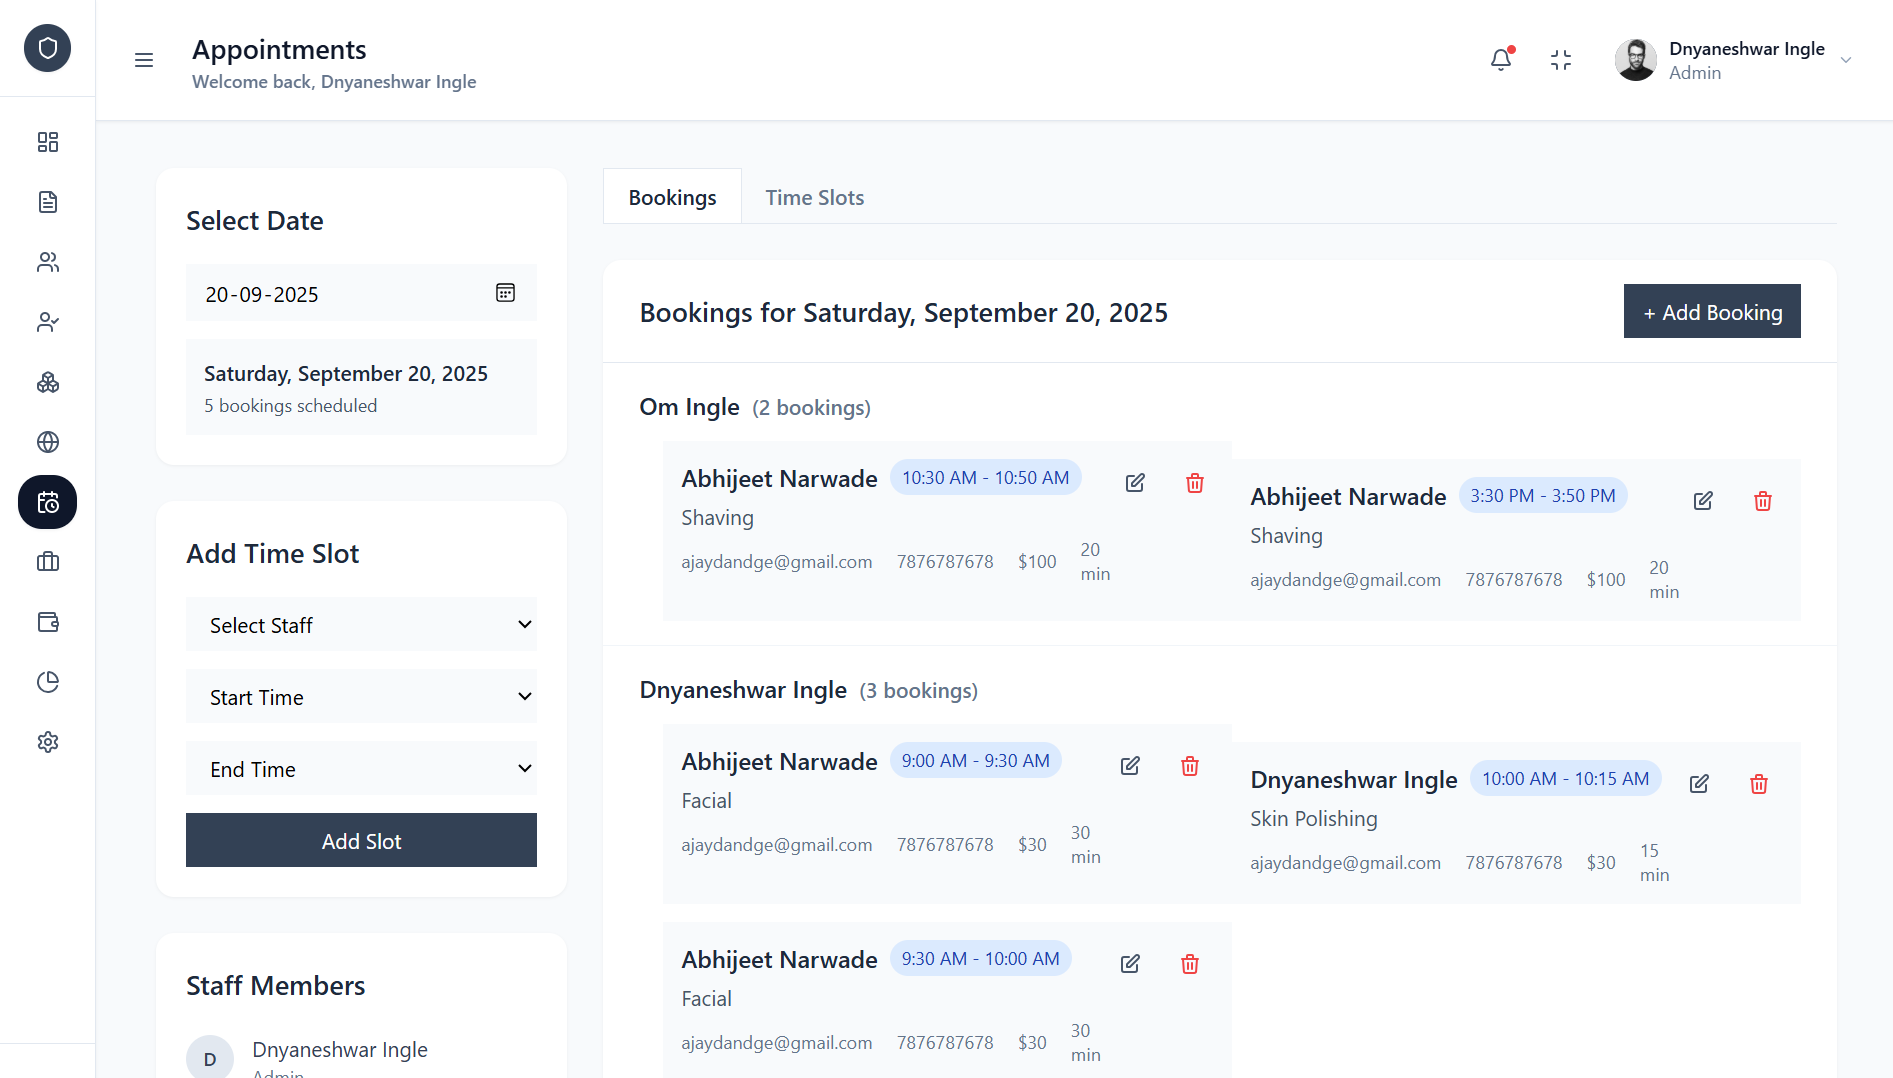 Appointments
Welcome back, Dnyaneshwar Ingle
Dnyaneshwar Ingle
Admin
Select Date
20-09-2025
Saturday, September 20, 2025
5 bookings scheduled
Add Time Slot
Select Staff
Start Time
End Time
Add Slot
Staff Members
D
Dnyaneshwar Ingle
Admin
Bookings
Time Slots
Bookings for Saturday, September 20, 2025
+ Add Booking
Om Ingle (2 bookings)
Abhijeet Narwade 10:30 AM - 10:50 AM
Shaving
ajaydandge@gmail.com 7876787678 $100 20 min
Abhijeet Narwade 3:30 PM - 3:50 PM
Shaving
ajaydandge@gmail.com 7876787678 $100 20 min
Dnyaneshwar Ingle (3 bookings)
Abhijeet Narwade 9:00 AM - 9:30 AM
Facial
ajaydandge@gmail.com 7876787678 $30 30 min
Dnyaneshwar Ingle 10:00 AM - 10:15 AM
Skin Polishing
ajaydandge@gmail.com 7876787678 $30 15 min
Abhijeet Narwade 9:30 AM - 10:00 AM
Facial
ajaydandge@gmail.com 7876787678 $30 30 min